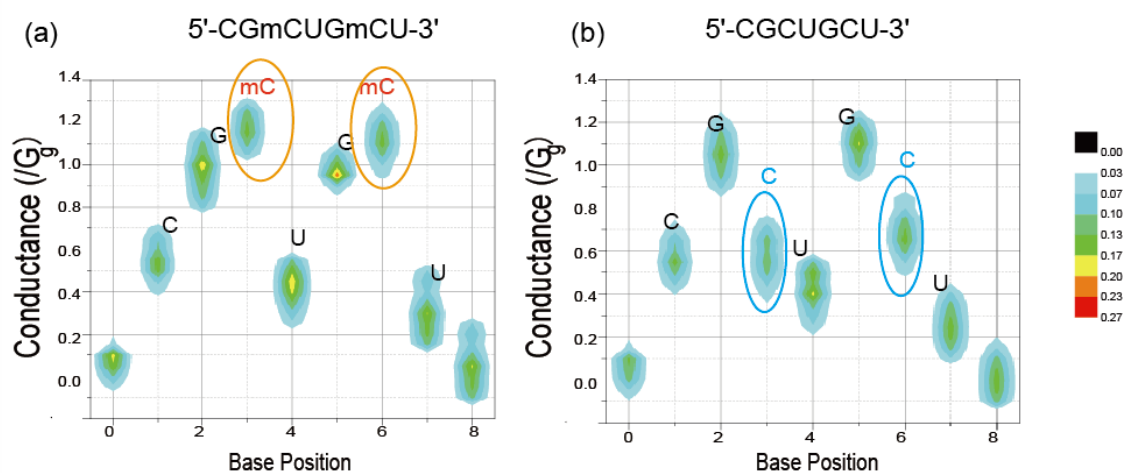 (a) 5'-CGmCUGmCU-3'
Conductance (/Gg)
1.4
1.2
1.0
0.8
0.6
0.4
0.2
0.0
C
G
mC
U
G
mC
U
0 2 4 6 8
Base Position
(b) 5'-CGCUGCU-3'
Conductance (/Gg)
1.4
1.2
1.0
0.8
0.6
0.4
0.2
0.0
C
G
C
U
G
C
U
0 2 4 6 8
Base Position
0.00
0.03
0.07
0.10
0.13
0.17
0.20
0.23
0.27